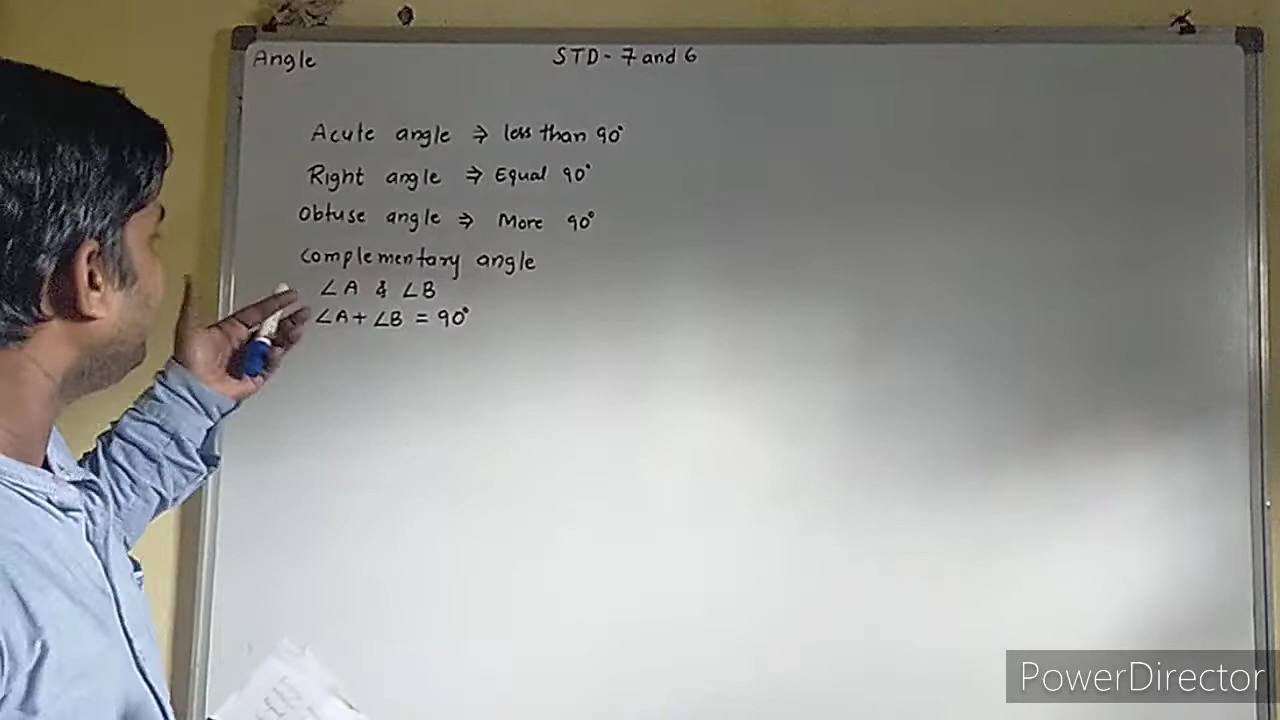 Angle STD - 7 and 6
Acute angle ⇒ less than 90°
Right angle ⇒ Equal 90°
Obtuse angle ⇒ More 90°
Complementary angle
∠A & ∠B
∠A + ∠B = 90°
PowerDirector